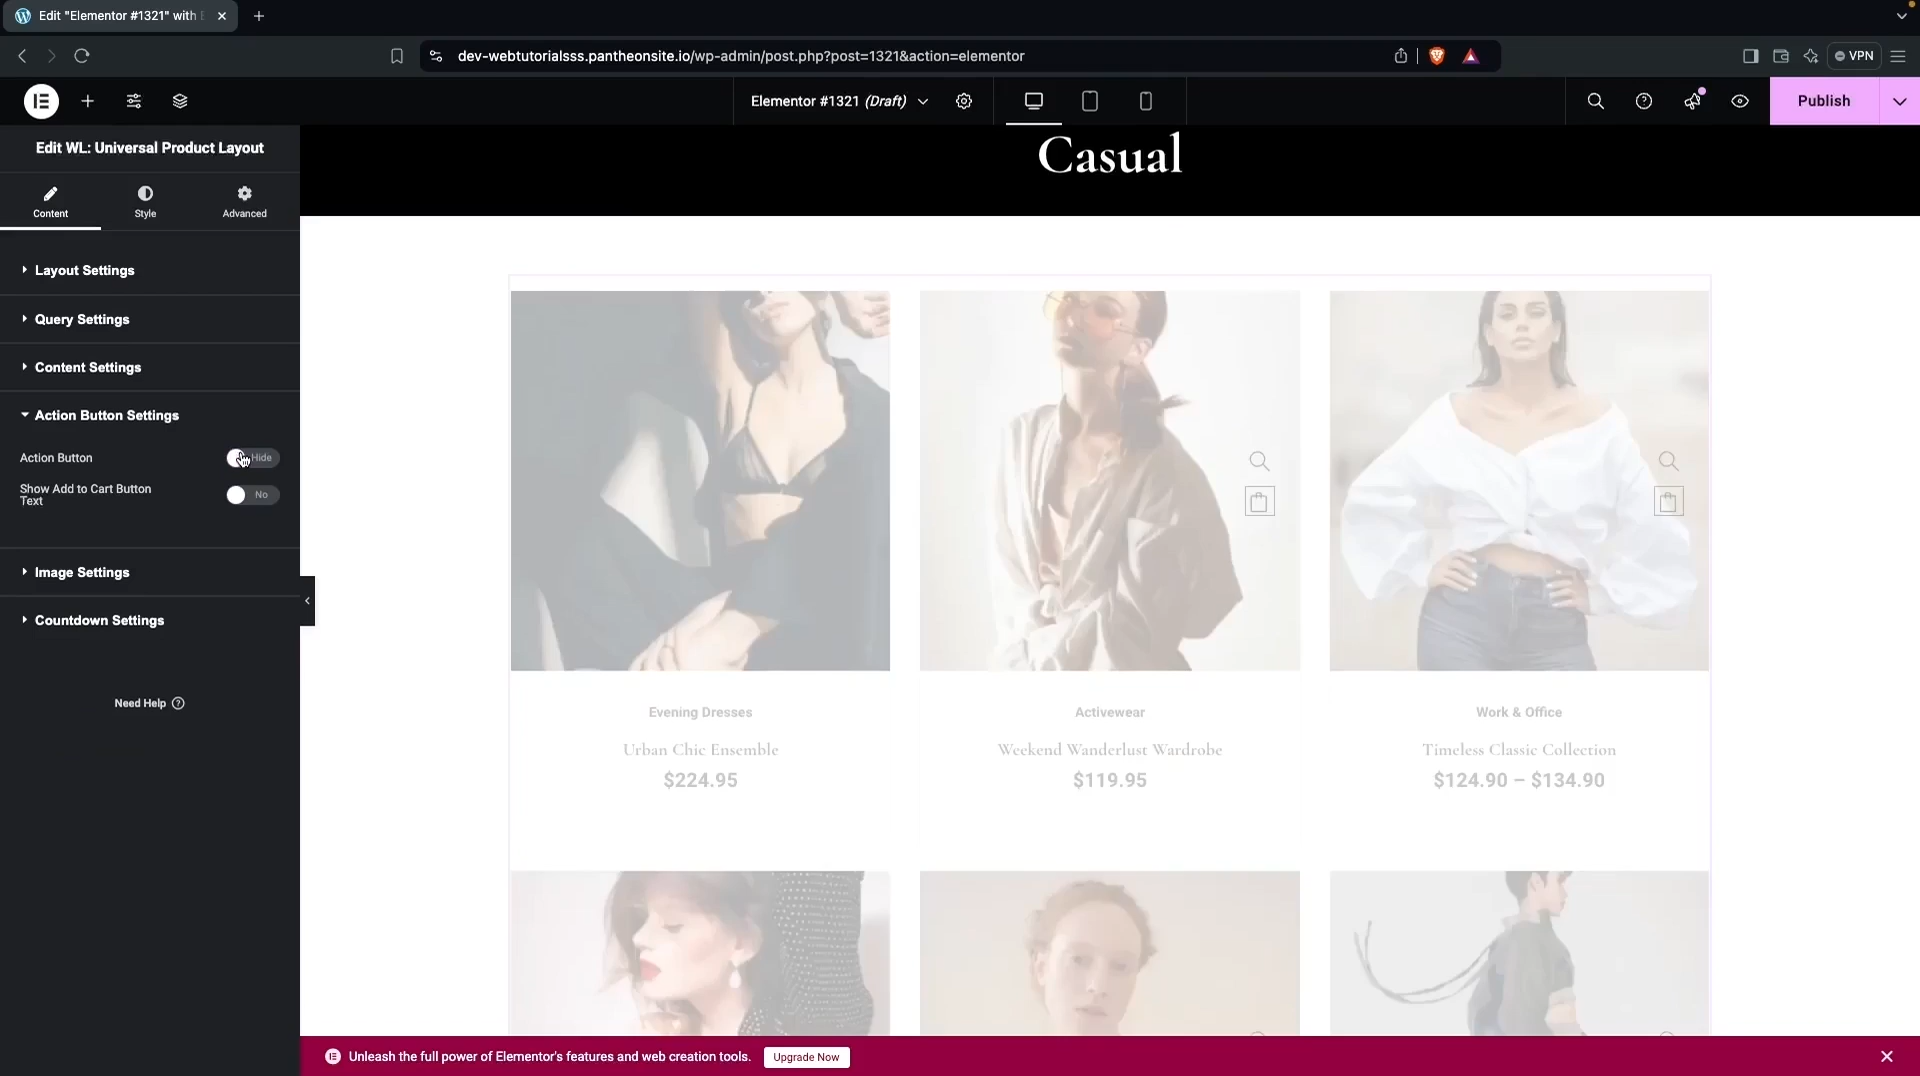 Edit "Elementor #1321" with E
dev-webtutorialsss.pantheonsite.io/wp-admin/post.php?post=1321&action=elementor
VPN
Elementor #1321 (Draft)
Publish
Edit WL: Universal Product Layout
Content
Style
Advanced
Layout Settings
Query Settings
Content Settings
Action Button Settings
Action Button
Hide
Show Add to Cart Button
Text
No
Image Settings
Countdown Settings
Need Help
Casual
Evening Dresses
Urban Chic Ensemble
$224.95
Activewear
Weekend Wanderlust Wardrobe
$119.95
Work & Office
Timeless Classic Collection
$124.90 – $134.90
Unleash the full power of Elementor's features and web creation tools.
Upgrade Now